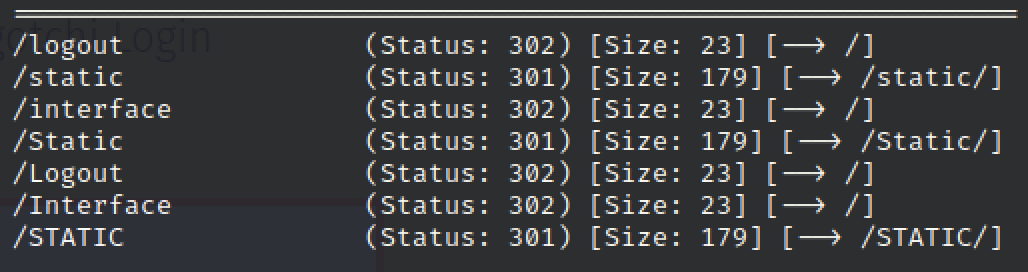 /logout (Status: 302) [Size: 23] [⟶ /]
/static (Status: 301) [Size: 179] [⟶ /static/]
/interface (Status: 302) [Size: 23] [⟶ /]
/Static (Status: 301) [Size: 179] [⟶ /Static/]
/Logout (Status: 302) [Size: 23] [⟶ /]
/Interface (Status: 302) [Size: 23] [⟶ /]
/STATIC (Status: 301) [Size: 179] [⟶ /STATIC/]
Login